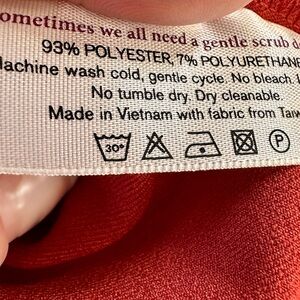 ometimes we all need a gentle scrub
93% POLYESTER, 7% POLYURETHANE
achine wash cold, gentle cycle. No bleach.
No tumble dry. Dry cleanable.
Made in Vietnam with fabric from Taiw
30° P